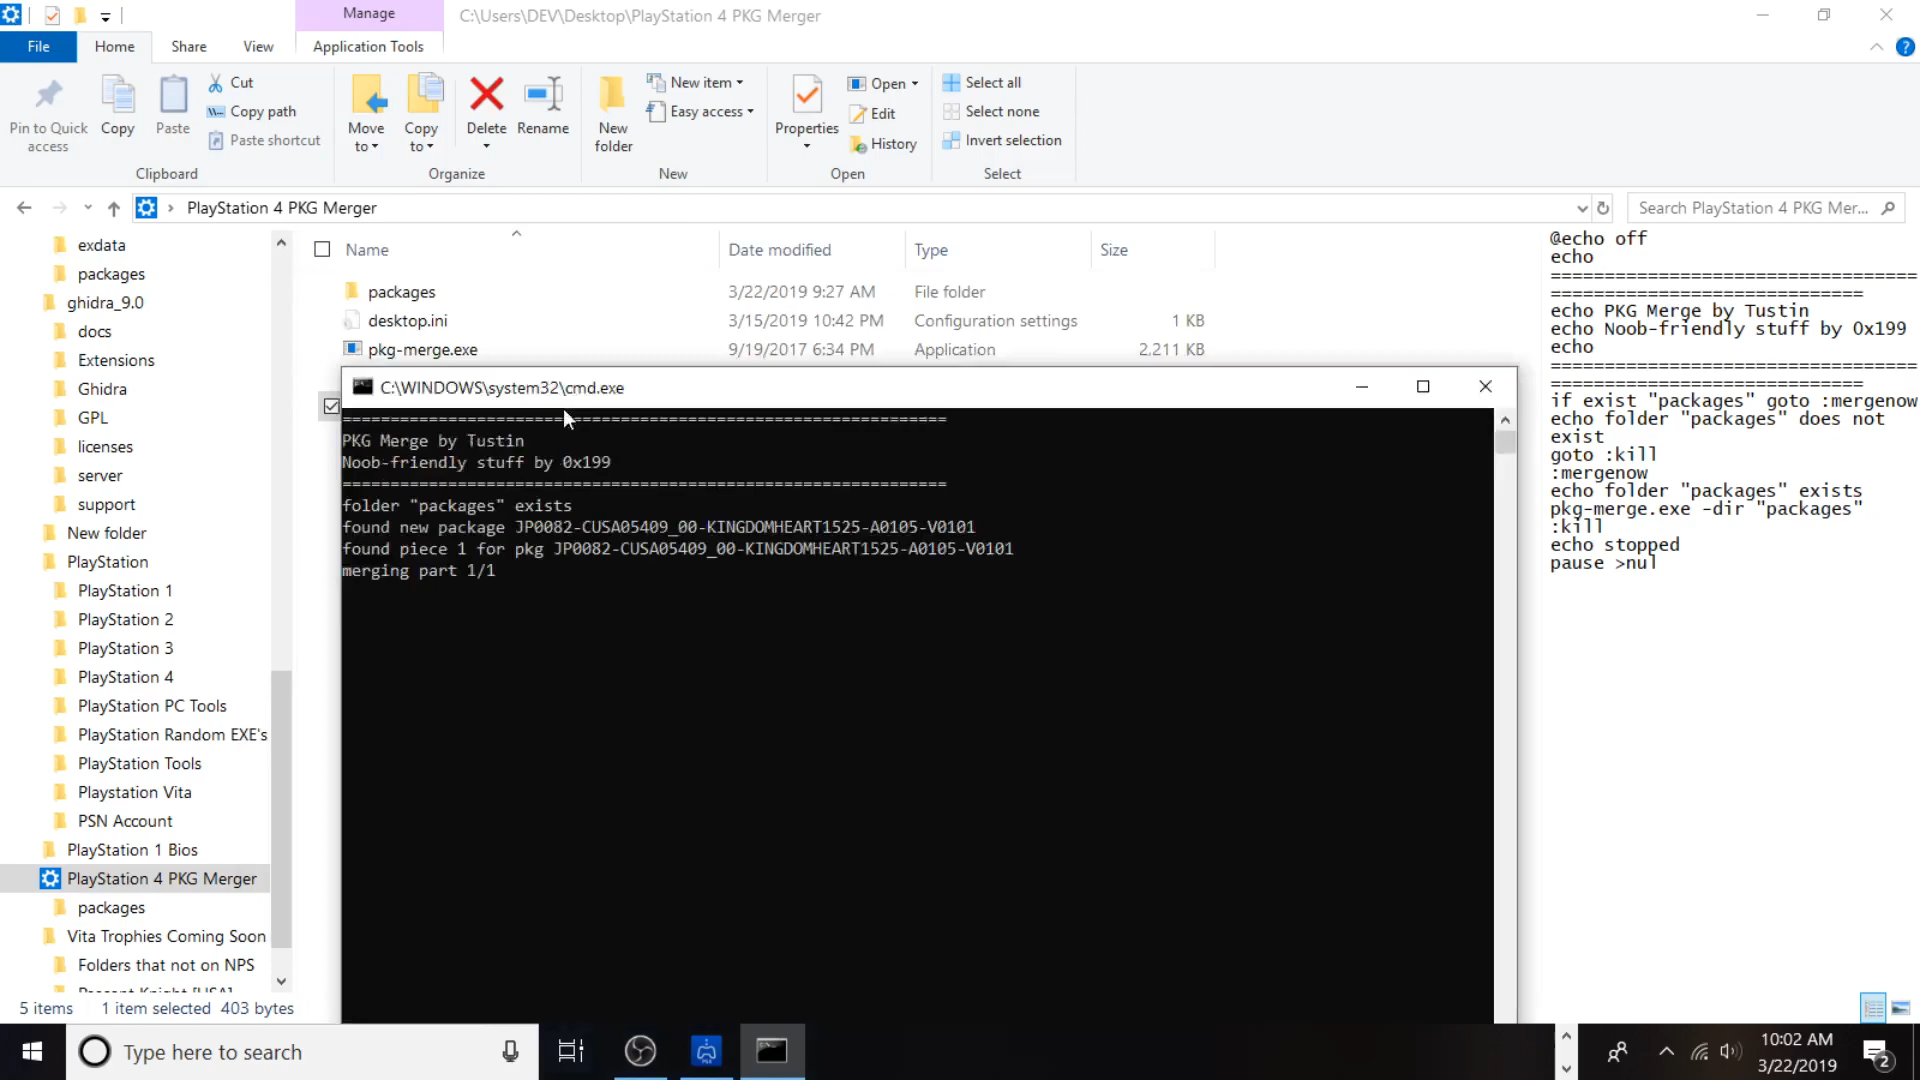 Manage
C:\Users\DEV\Desktop\PlayStation 4 PKG Merger
File
Home
Share
View
Application Tools
Pin to Quick access
Copy
Paste
Cut
Copy path
Paste shortcut
Clipboard
Move to
Copy to
Delete
Rename
Organize
New folder
New item
Easy access
New
Properties
Open
Edit
History
Open
Select all
Select none
Invert selection
Select
PlayStation 4 PKG Merger
Search PlayStation 4 PKG Mer...
exdata
packages
ghidra_9.0
docs
Extensions
Ghidra
GPL
licenses
server
support
New folder
PlayStation
PlayStation 1
PlayStation 2
PlayStation 3
PlayStation 4
PlayStation PC Tools
PlayStation Random EXE's
PlayStation Tools
Playstation Vita
PSN Account
PlayStation 1 Bios
PlayStation 4 PKG Merger
packages
Vita Trophies Coming Soon
Folders that not on NPS
Name Date modified Type Size
packages 3/22/2019 9:27 AM File folder
desktop.ini 3/15/2019 10:42 PM Configuration settings 1 KB
pkg-merge.exe 9/19/2017 6:34 PM Application 2,211 KB
C:\WINDOWS\system32\cmd.exe
===============================================================
PKG Merge by Tustin
Noob-friendly stuff by 0x199
===============================================================
folder "packages" exists
found new package JP0082-CUSA05409_00-KINGDOMHEART1525-A0105-V0101
found piece 1 for pkg JP0082-CUSA05409_00-KINGDOMHEART1525-A0105-V0101
merging part 1/1
@echo off
echo
==================================
=============================
echo PKG Merge by Tustin
echo Noob-friendly stuff by 0x199
echo
==================================
=============================
if exist "packages" goto :mergenow
echo folder "packages" does not
exist
goto :kill
:mergenow
echo folder "packages" exists
pkg-merge.exe -dir "packages"
:kill
echo stopped
pause >nul
5 items 1 item selected 403 bytes
Type here to search
10:02 AM
3/22/2019
2